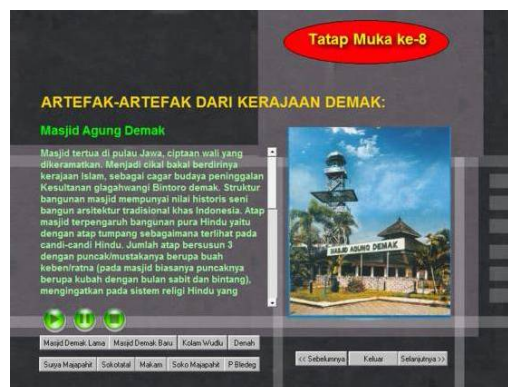 Tatap Muka ke-8
ARTEFAK-ARTEFAK DARI KERAJAAN DEMAK:
Masjid Agung Demak
Masjid tertua di pulau Jawa, ciptaan wali yang
dikeramatkan. Menjadi cikal bakal berdirinya
kerajaan Islam, sebagai cagar budaya peninggalan
Kesultanan glagahwangi Bintoro demak. Struktur
bangunan masjid mempunyai nilai historis seni
bangun arsitektur tradisional khas Indonesia. Atap
masjid terpengaruh bangunan pura Hindu yaitu
dengan atap tumpang sebagaimana terlihat pada
candi-candi Hindu. Jumlah atap bersusun 3
dengan puncak/mustakanya berupa buah
keben/ratna (pada masjid biasanya puncaknya
berupa kubah dengan bulan sabit dan bintang),
mengingatkan pada sistem religi Hindu yang
MASJID AGUNG DEMAK
Masjid Demak Lama
Masjid Demak Baru
Kolam Wudlu
Denah
Surya Majapahit
Sokotatal
Makam
Soko Majapahit
P Bledeg
<< Sebelumnya
Keluar
Selanjutnya >>